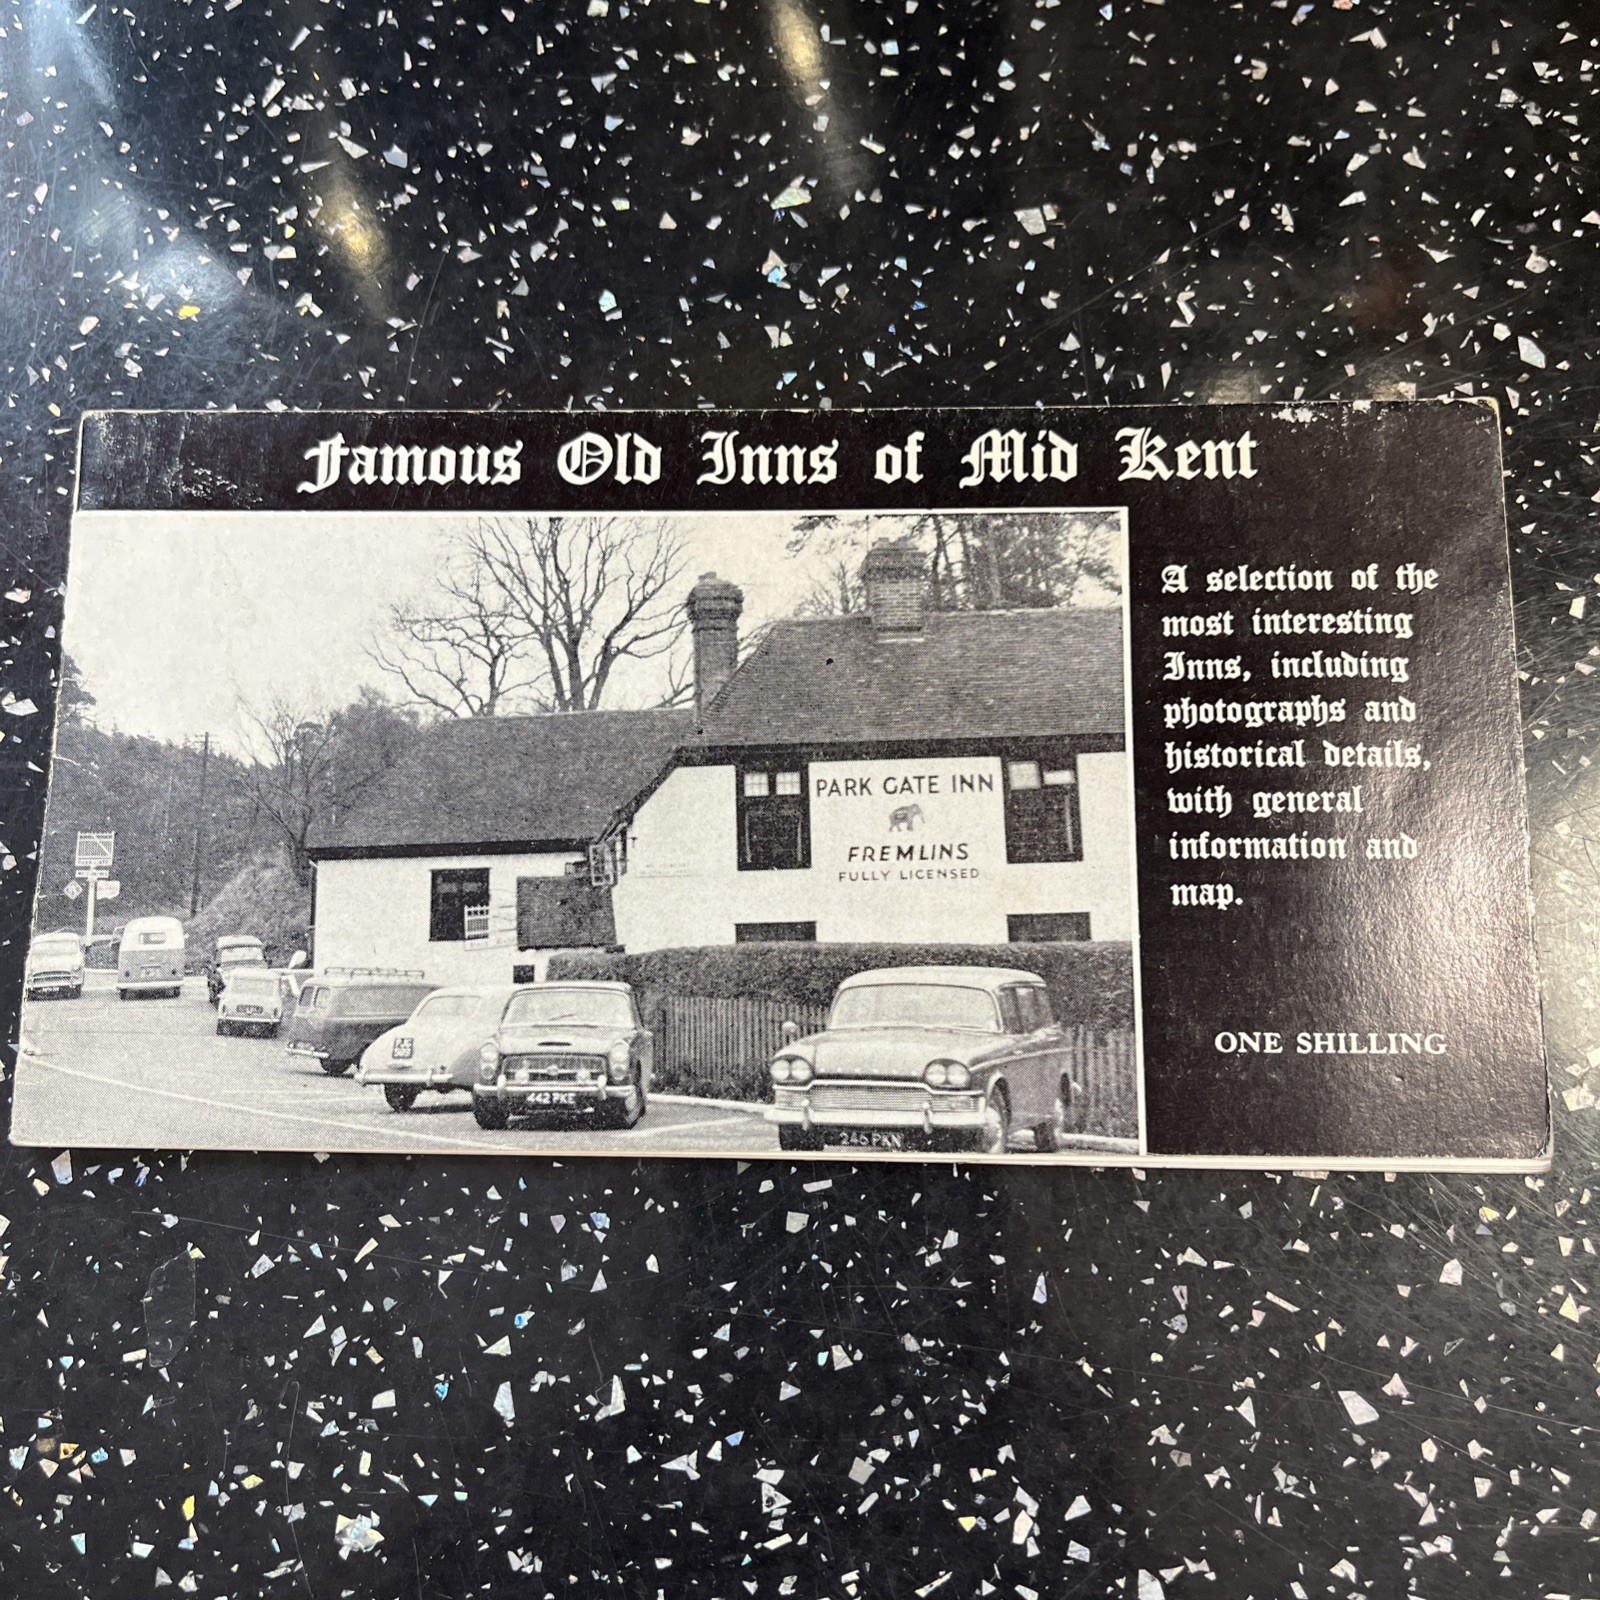 Famous Old Inns of Mid Kent
A selection of the
most interesting
Inns, including
photographs and
historical details,
with general
information and
map.
ONE SHILLING
PARK GATE INN
FREMLINS
FULLY LICENSED
442 PKE
246 PKN